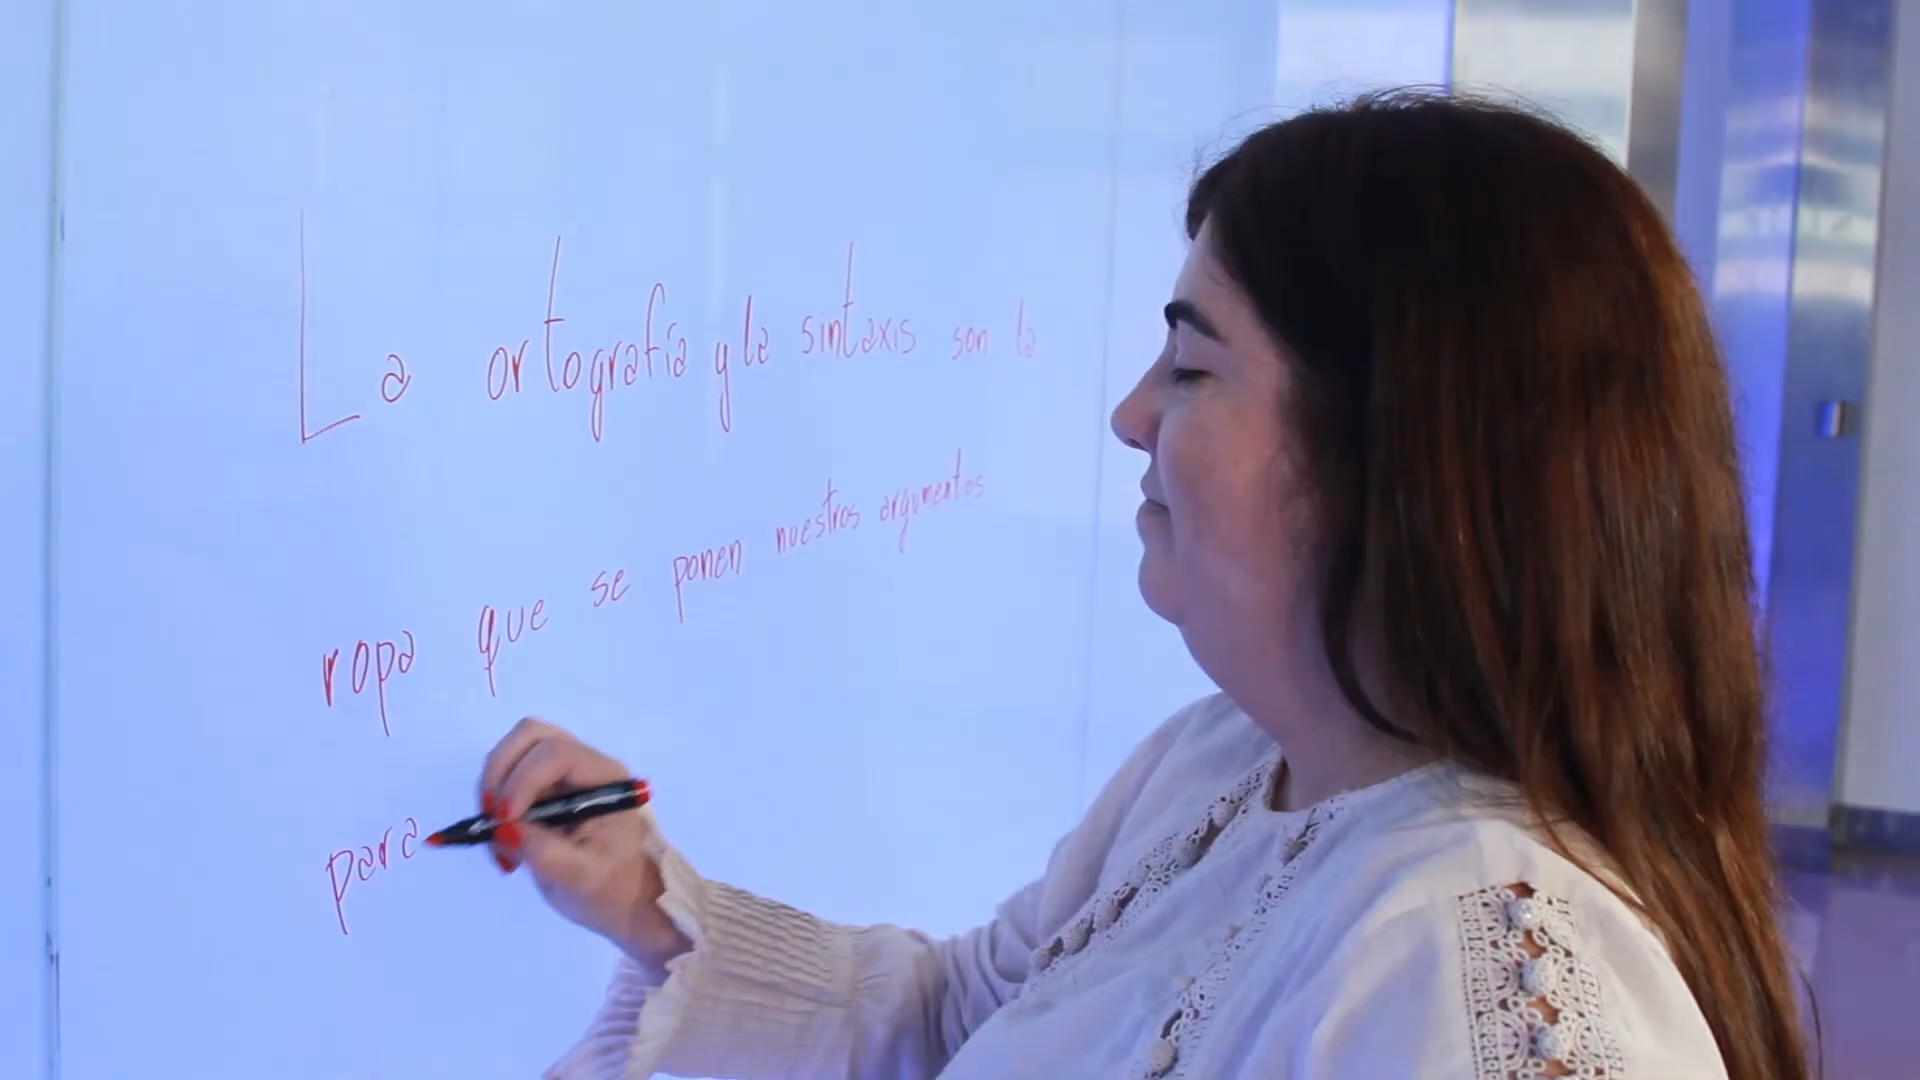 La ortografía y la sintaxis son la
ropa que se ponen nuestros argumentos
para